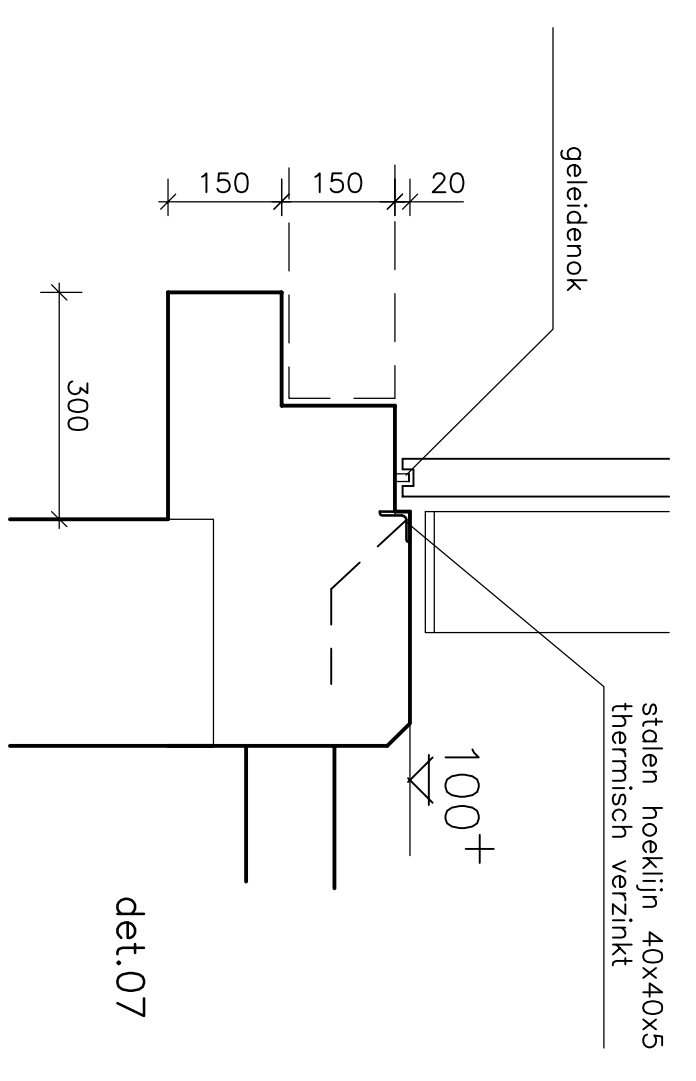 geleidenok
150
150
20
300
stalen hoeklijn 40x40x5
thermisch verzinkt
100+
det.07